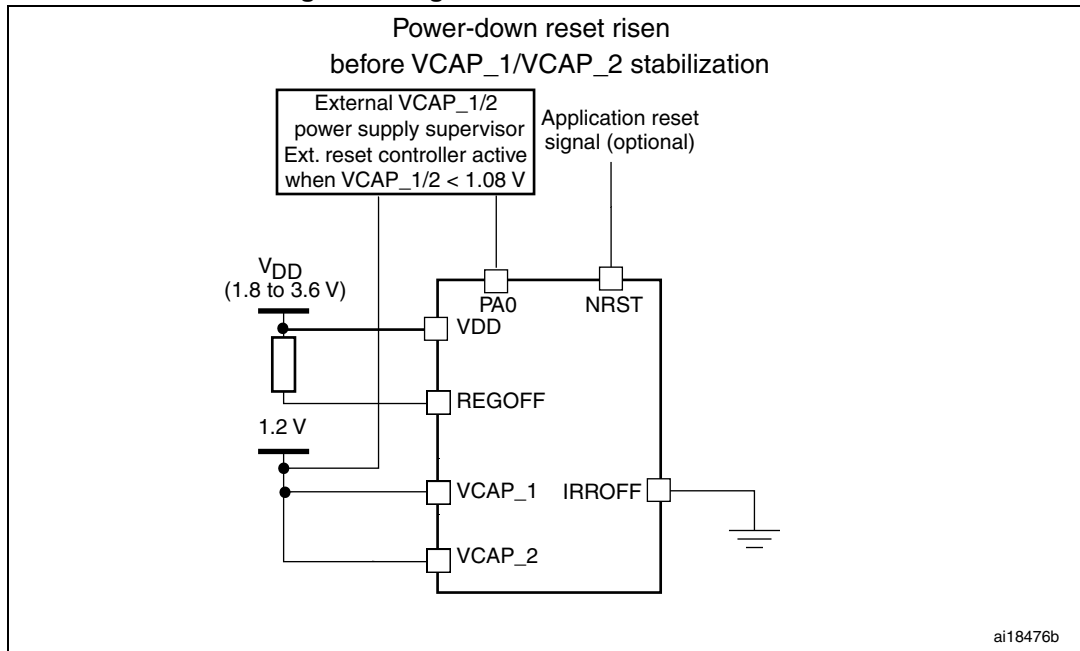 Power-down reset risen
before VCAP_1/VCAP_2 stabilization
External VCAP_1/2
power supply supervisor
Ext. reset controller active
when VCAP_1/2 < 1.08 V
Application reset
signal (optional)
VDD
(1.8 to 3.6 V)
PA0
NRST
VDD
REGOFF
1.2 V
VCAP_1
IRROFF
VCAP_2
ai18476b